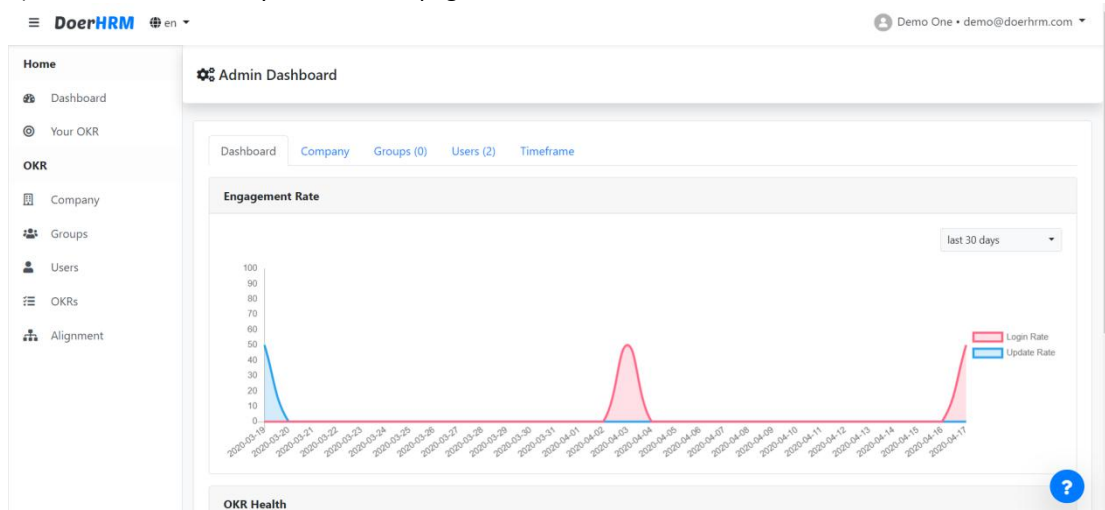 DoerHRM en
Demo One • demo@doerhrm.com
Home
Dashboard
Your OKR
OKR
Company
Groups
Users
OKRs
Alignment
Admin Dashboard
Dashboard Company Groups (0) Users (2) Timeframe
Engagement Rate
last 30 days
100
90
80
70
60
50
40
30
20
10
0
2020-03-19 2020-03-20 2020-03-21 2020-03-22 2020-03-23 2020-03-24 2020-03-25 2020-03-26 2020-03-27 2020-03-28 2020-03-29 2020-03-30 2020-03-31 2020-04-01 2020-04-02 2020-04-03 2020-04-04 2020-04-05 2020-04-06 2020-04-07 2020-04-08 2020-04-09 2020-04-10 2020-04-11 2020-04-12 2020-04-13 2020-04-14 2020-04-15 2020-04-16 2020-04-17
Login Rate
Update Rate
OKR Health
?